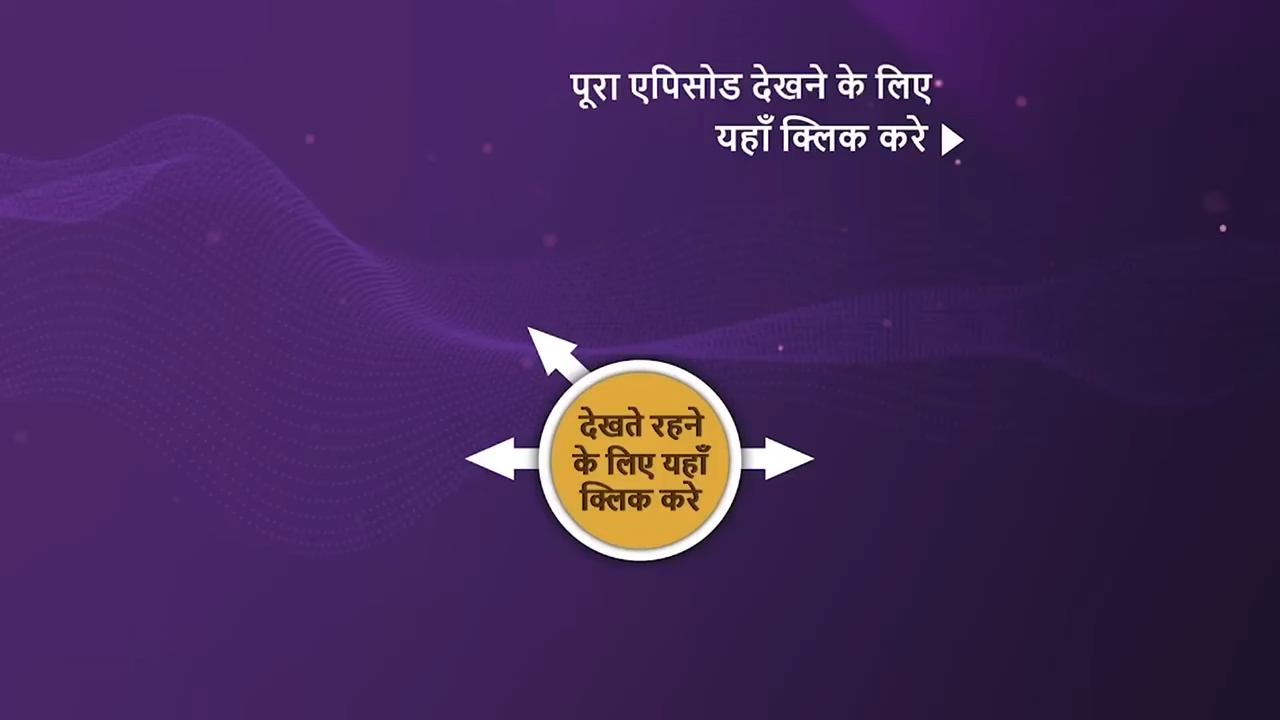 पूरा एपिसोड देखने के लिए
यहाँ क्लिक करे
देखते रहने
के लिए यहाँ
क्लिक करे